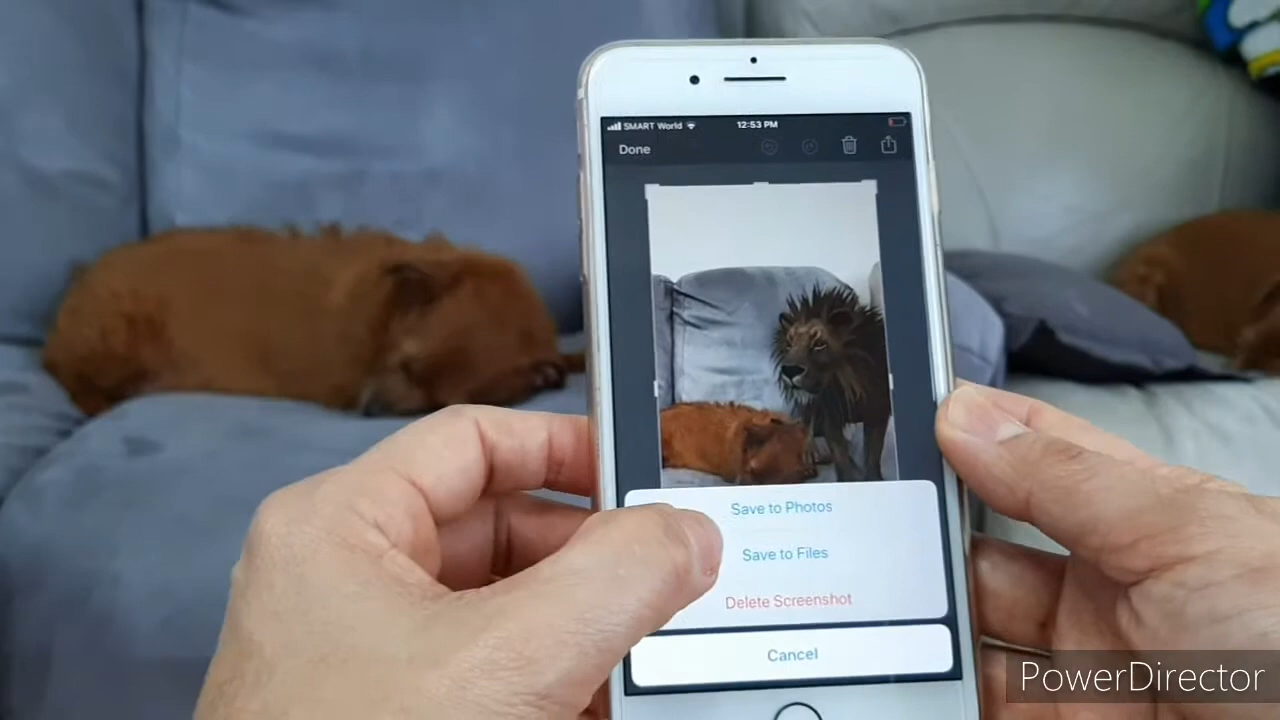 SMART World 12:53 PM
Done
Save to Photos
Save to Files
Delete Screenshot
Cancel
PowerDirector